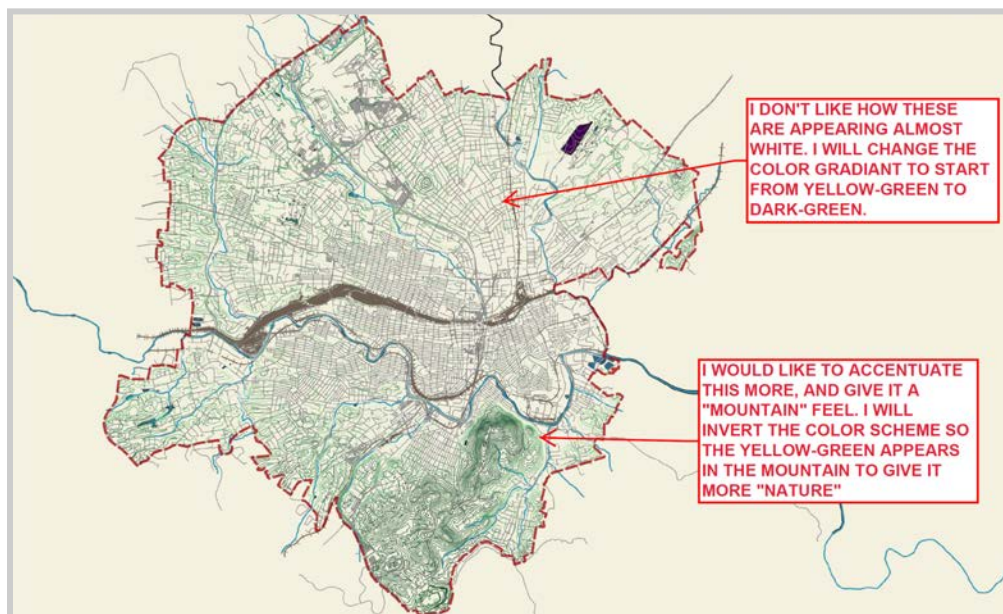 I DON'T LIKE HOW THESE
ARE APPEARING ALMOST
WHITE. I WILL CHANGE THE
COLOR GRADIANT TO START
FROM YELLOW-GREEN TO
DARK-GREEN.
I WOULD LIKE TO ACCENTUATE
THIS MORE, AND GIVE IT A
"MOUNTAIN" FEEL. I WILL
INVERT THE COLOR SCHEME SO
THE YELLOW-GREEN APPEARS
IN THE MOUNTAIN TO GIVE IT
MORE "NATURE"